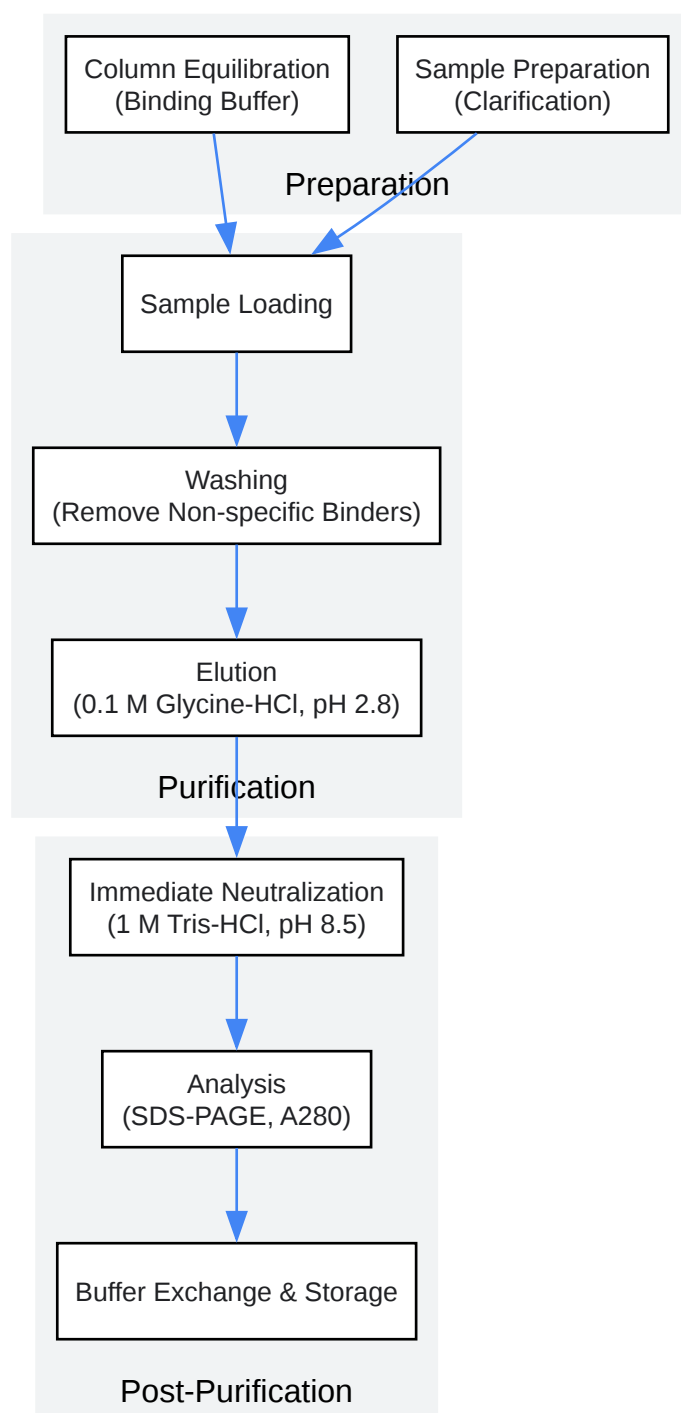 Column Equilibration
(Binding Buffer)
Sample Preparation
(Clarification)
Preparation
Sample Loading
Washing
(Remove Non-specific Binders)
Elution
(0.1 M Glycine-HCl, pH 2.8)
Purification
Immediate Neutralization
(1 M Tris-HCl, pH 8.5)
Analysis
(SDS-PAGE, A280)
Buffer Exchange & Storage
Post-Purification